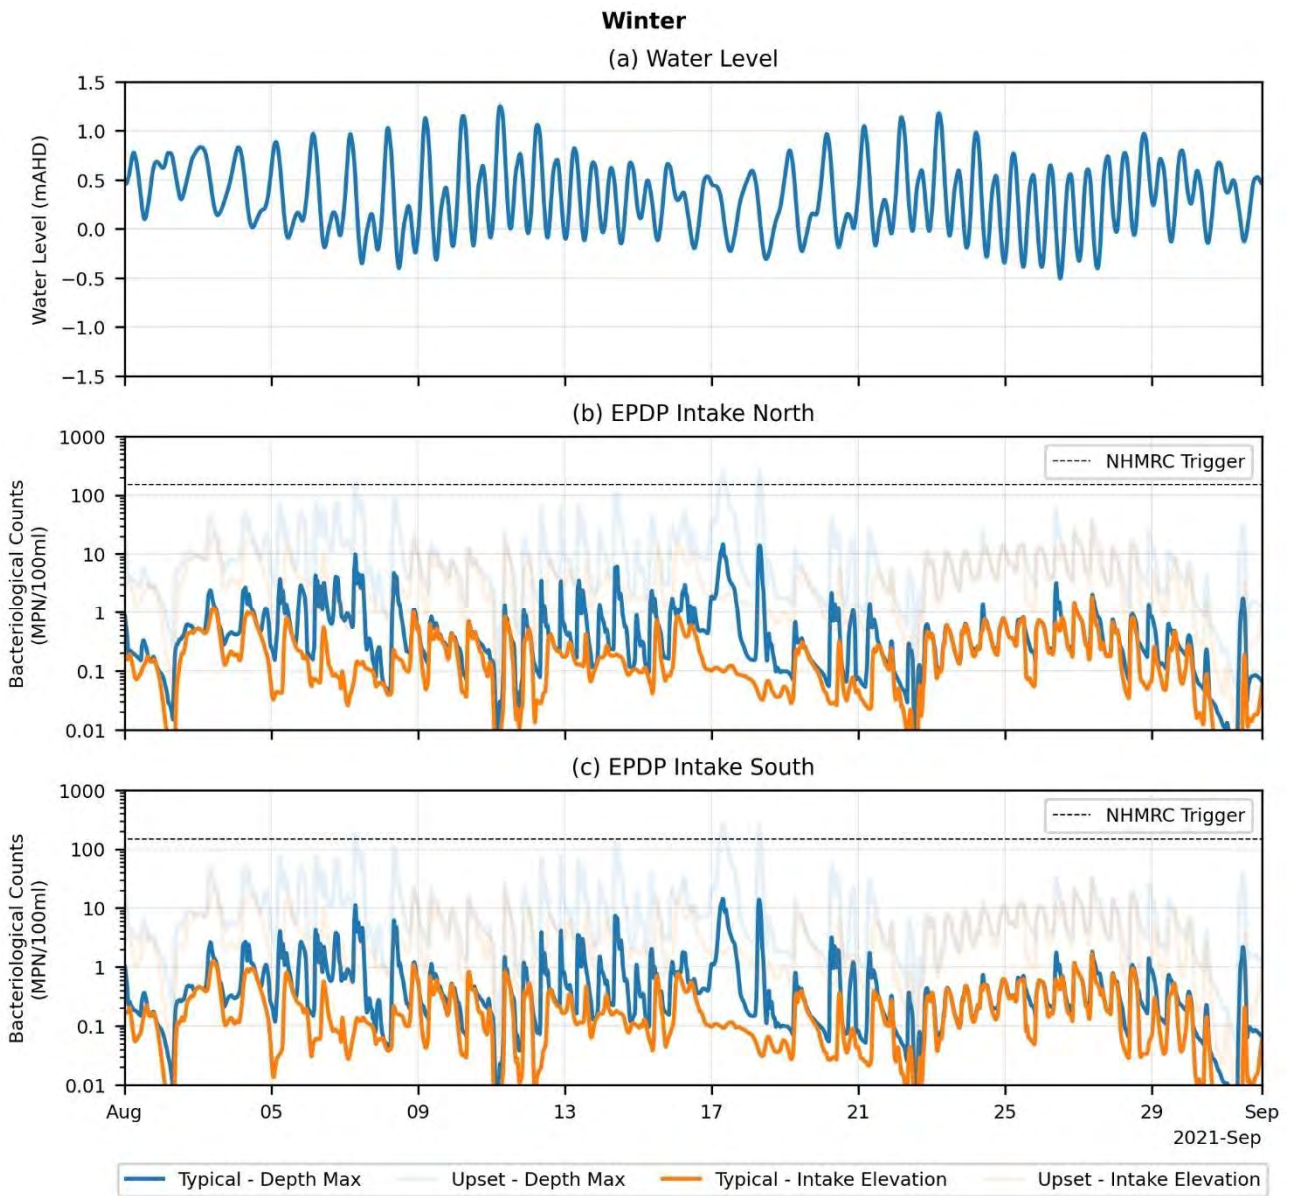 Winter
(a) Water Level
1.5
1.0
0.5
0.0
−0.5
−1.0
−1.5
Water Level (mAHD)
(b) EPDP Intake North
1000
100
10
1
0.1
0.01
Bacteriological Counts
(MPN/100ml)
NHMRC Trigger
(c) EPDP Intake South
1000
100
10
1
0.1
0.01
Bacteriological Counts
(MPN/100ml)
NHMRC Trigger
Aug 05 09 13 17 21 25 29 Sep
2021-Sep
Typical - Depth Max Upset - Depth Max Typical - Intake Elevation Upset - Intake Elevation